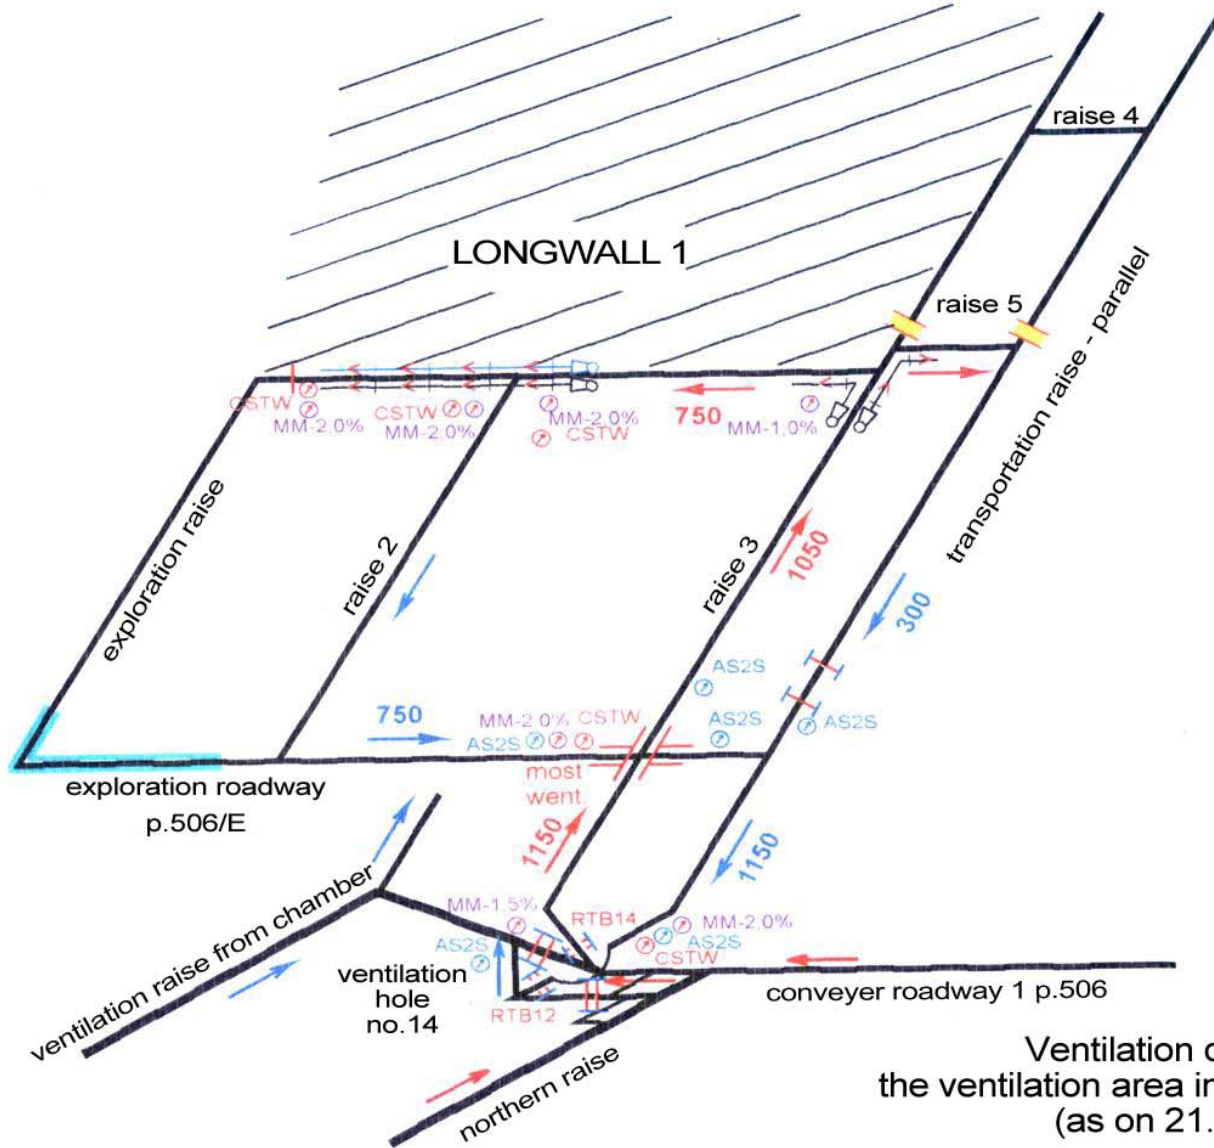 raise 4
LONGWALL 1
raise 5
transportation raise - parallel
CSTW
MM-2,0%
CSTW
MM-2,0%
MM-2,0%
CSTW
750
MM-1,0%
exploration raise
raise 2
raise 3
1050
300
AS2S
750
MM-2,0%
CSTW
AS2S
AS2S
AS2S
exploration roadway
p.506/E
most
went.
1150
1150
ventilation raise from chamber
MM-1,5%
RTB14
MM-2,0%
AS2S
AS2S
CSTW
ventilation
hole
no.14
RTB12
conveyer roadway 1 p.506
northern raise
Ventilation
the ventilation area
(as on 21.